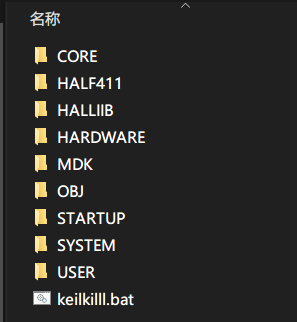 名称
CORE
HALF411
HALLIIB
HARDWARE
MDK
OBJ
STARTUP
SYSTEM
USER
keilkilll.bat